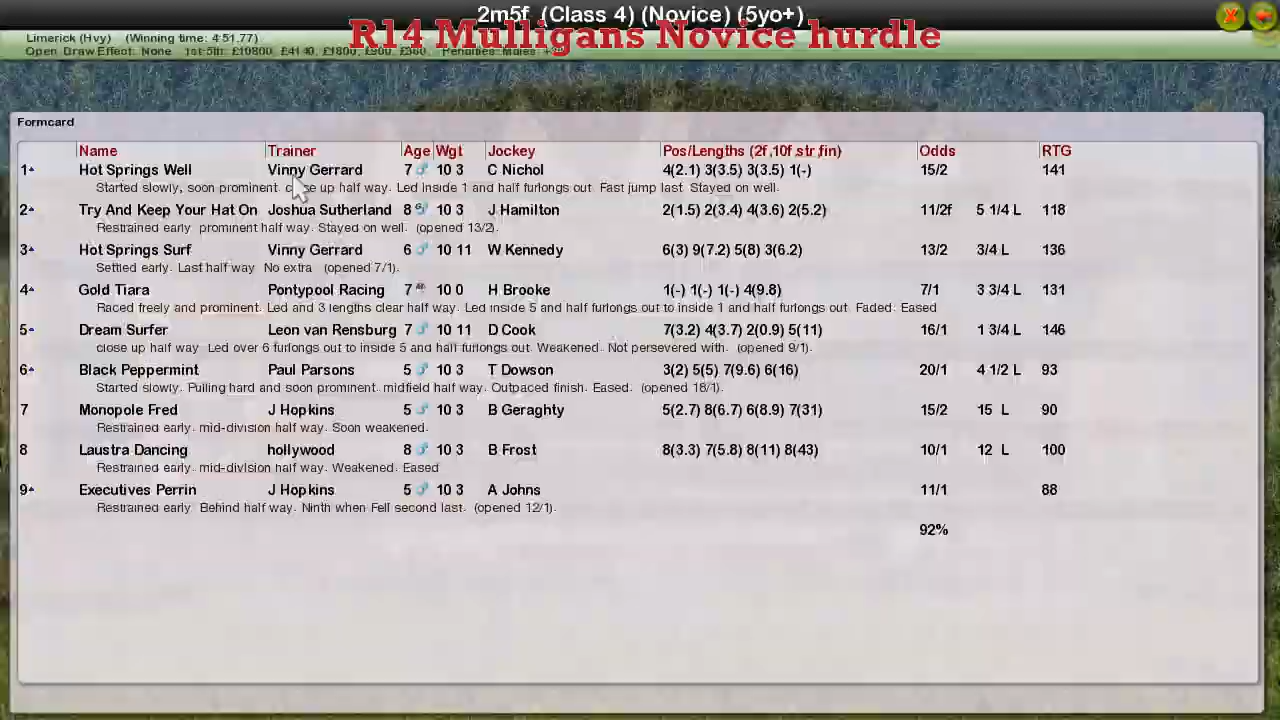 2m5f, (Class 4) (Novice) (5yo+)
R14 Mulligans Novice hurdle
Limerick (Hvy) (Winning time: 4:51.77)
Open Draw Effect: None 1st-5th: £10800, £4140, £1800, £900, £360. Penalties: Males
Formcard
Name Trainer Age Wgt Jockey Pos/Lengths (2f,10f,str,fin) Odds RTG
1 Hot Springs Well Vinny Gerrard 7 10 3 C Nichol 4(2.1) 3(3.5) 3(3.5) 1(-) 15/2 141
Started slowly, soon prominent. close up half way. Led inside 1 and half furlongs out. Fast jump last. Stayed on well.
2 Try And Keep Your Hat On Joshua Sutherland 8 10 3 J Hamilton 2(1.5) 2(3.4) 4(3.6) 2(5.2) 11/2f 5 1/4 L 118
Restrained early. prominent half way. Stayed on well. (opened 13/2).
3 Hot Springs Surf Vinny Gerrard 6 10 11 W Kennedy 6(3) 9(7.2) 5(8) 3(6.2) 13/2 3/4 L 136
Settled early. Last half way. No extra. (opened 7/1).
4 Gold Tiara Pontypool Racing 7 10 0 H Brooke 1(-) 1(-) 1(-) 4(9.8) 7/1 3 3/4 L 131
Raced freely and prominent. Led and 3 lengths clear half way. Led inside 5 and half furlongs out to inside 1 and half furlongs out. Faded. Eased
5 Dream Surfer Leon van Rensburg 7 10 11 D Cook 7(3.2) 4(3.7) 2(0.9) 5(11) 16/1 1 3/4 L 146
close up half way. Led over 6 furlongs out to inside 5 and half furlongs out. Weakened. Not persevered with. (opened 9/1).
6 Black Peppermint Paul Parsons 5 10 3 T Dowson 3(2) 5(5) 7(9.6) 6(16) 20/1 4 1/2 L 93
Started slowly. Pulling hard and soon prominent. midfield half way. Outpaced finish. Eased. (opened 18/1).
7 Monopole Fred J Hopkins 5 10 3 B Geraghty 5(2.7) 8(6.7) 6(8.9) 7(31) 15/2 15 L 90
Restrained early. mid-division half way. Soon weakened.
8 Laustra Dancing hollywood 8 10 3 B Frost 8(3.3) 7(5.8) 8(11) 8(43) 10/1 12 L 100
Restrained early. mid-division half way. Weakened. Eased
9 Executives Perrin J Hopkins 5 10 3 A Johns 11/1 88
Restrained early. Behind half way. Ninth when Fell second last. (opened 12/1).
92%